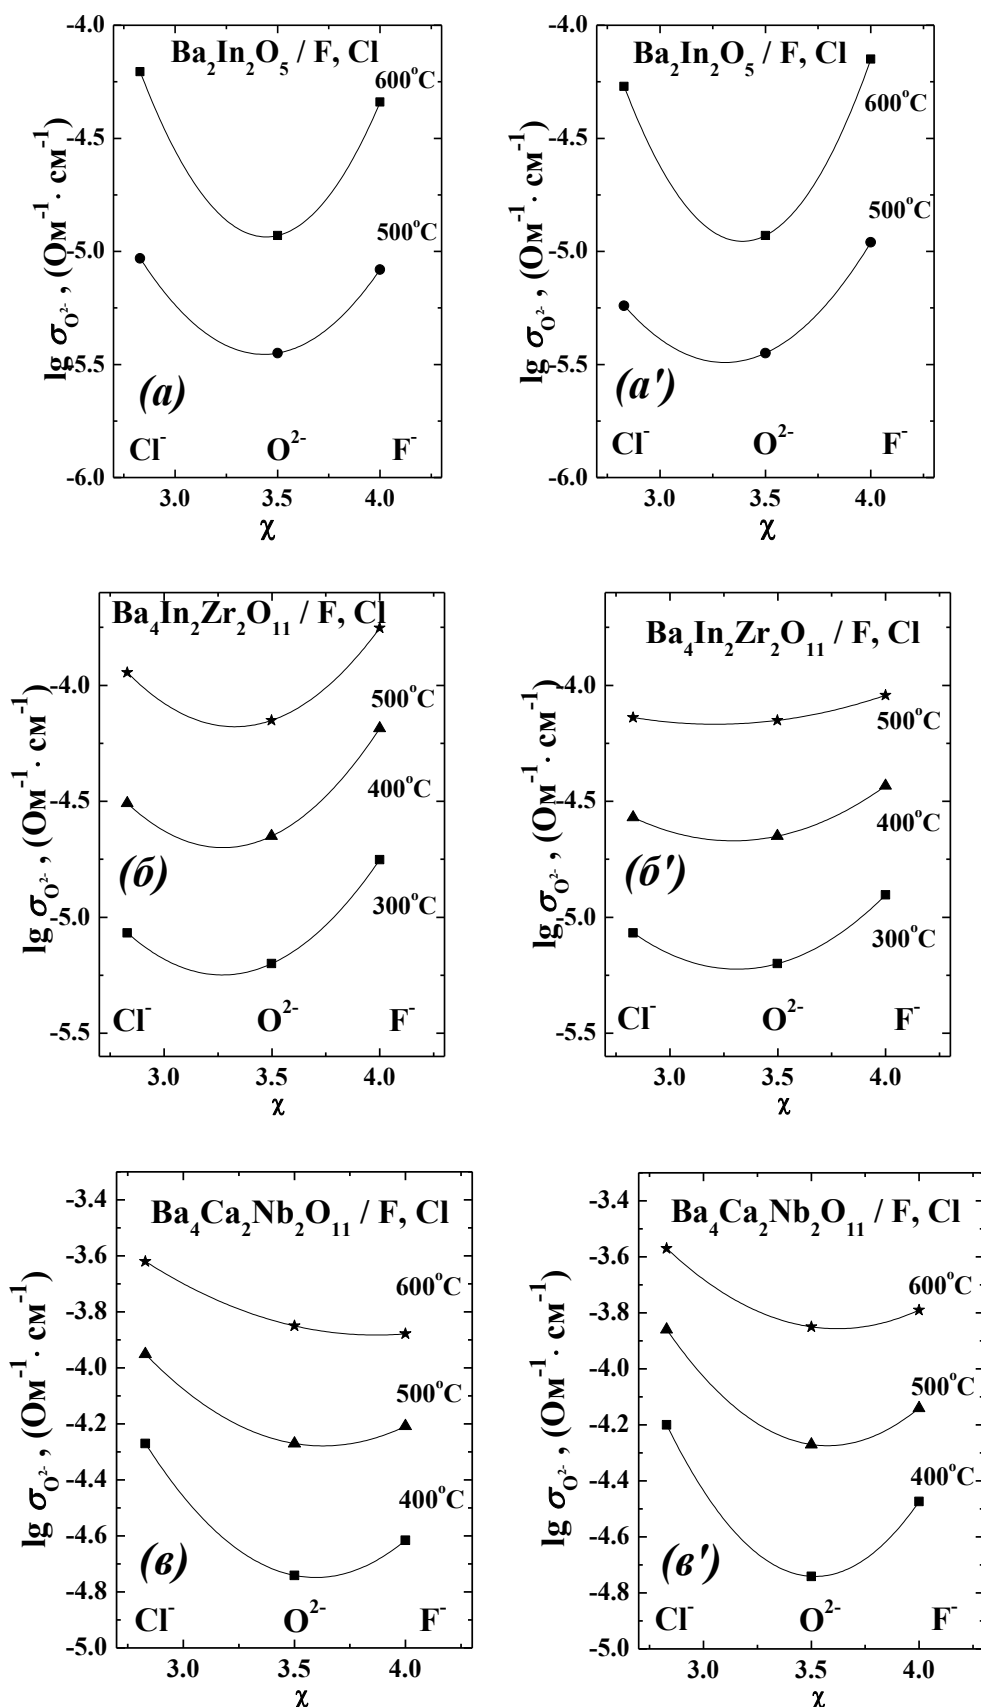 Ba₂In₂O₅ / F, Cl
600°C
500°C
lg σ_O²⁻ , (Ом⁻¹ · см⁻¹)
-4.0
-4.5
-5.0
-5.5
-6.0
(а)
Cl⁻ O²⁻ F⁻
3.0 3.5 4.0
χ
Ba₂In₂O₅ / F, Cl
600°C
500°C
lg σ_O²⁻ , (Ом⁻¹ · см⁻¹)
-4.0
-4.5
-5.0
-5.5
-6.0
(а')
Cl⁻ O²⁻ F⁻
3.0 3.5 4.0
χ
Ba₄In₂Zr₂O₁₁ / F, Cl
500°C
400°C
300°C
lg σ_O²⁻ , (Ом⁻¹ · см⁻¹)
-4.0
-4.5
-5.0
-5.5
(б)
Cl⁻ O²⁻ F⁻
3.0 3.5 4.0
χ
Ba₄In₂Zr₂O₁₁ / F, Cl
500°C
400°C
300°C
lg σ_O²⁻ , (Ом⁻¹ · см⁻¹)
-4.0
-4.5
-5.0
-5.5
(б')
Cl⁻ O²⁻ F⁻
3.0 3.5 4.0
χ
Ba₄Ca₂Nb₂O₁₁ / F, Cl
600°C
500°C
400°C
lg σ_O²⁻ , (Ом⁻¹ · см⁻¹)
-3.4
-3.6
-3.8
-4.0
-4.2
-4.4
-4.6
-4.8
-5.0
(в)
Cl⁻ O²⁻ F⁻
3.0 3.5 4.0
χ
Ba₄Ca₂Nb₂O₁₁ / F, Cl
600°C
500°C
400°C
lg σ_O²⁻ , (Ом⁻¹ · см⁻¹)
-3.4
-3.6
-3.8
-4.0
-4.2
-4.4
-4.6
-4.8
-5.0
(в')
Cl⁻ O²⁻ F⁻
3.0 3.5 4.0
χ